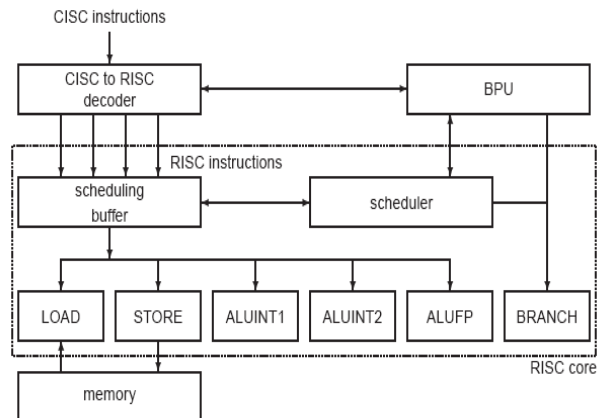 CISC instructions
CISC to RISC
decoder
BPU
RISC instructions
scheduling
buffer
scheduler
LOAD
STORE
ALUINT1
ALUINT2
ALUFP
BRANCH
RISC core
memory